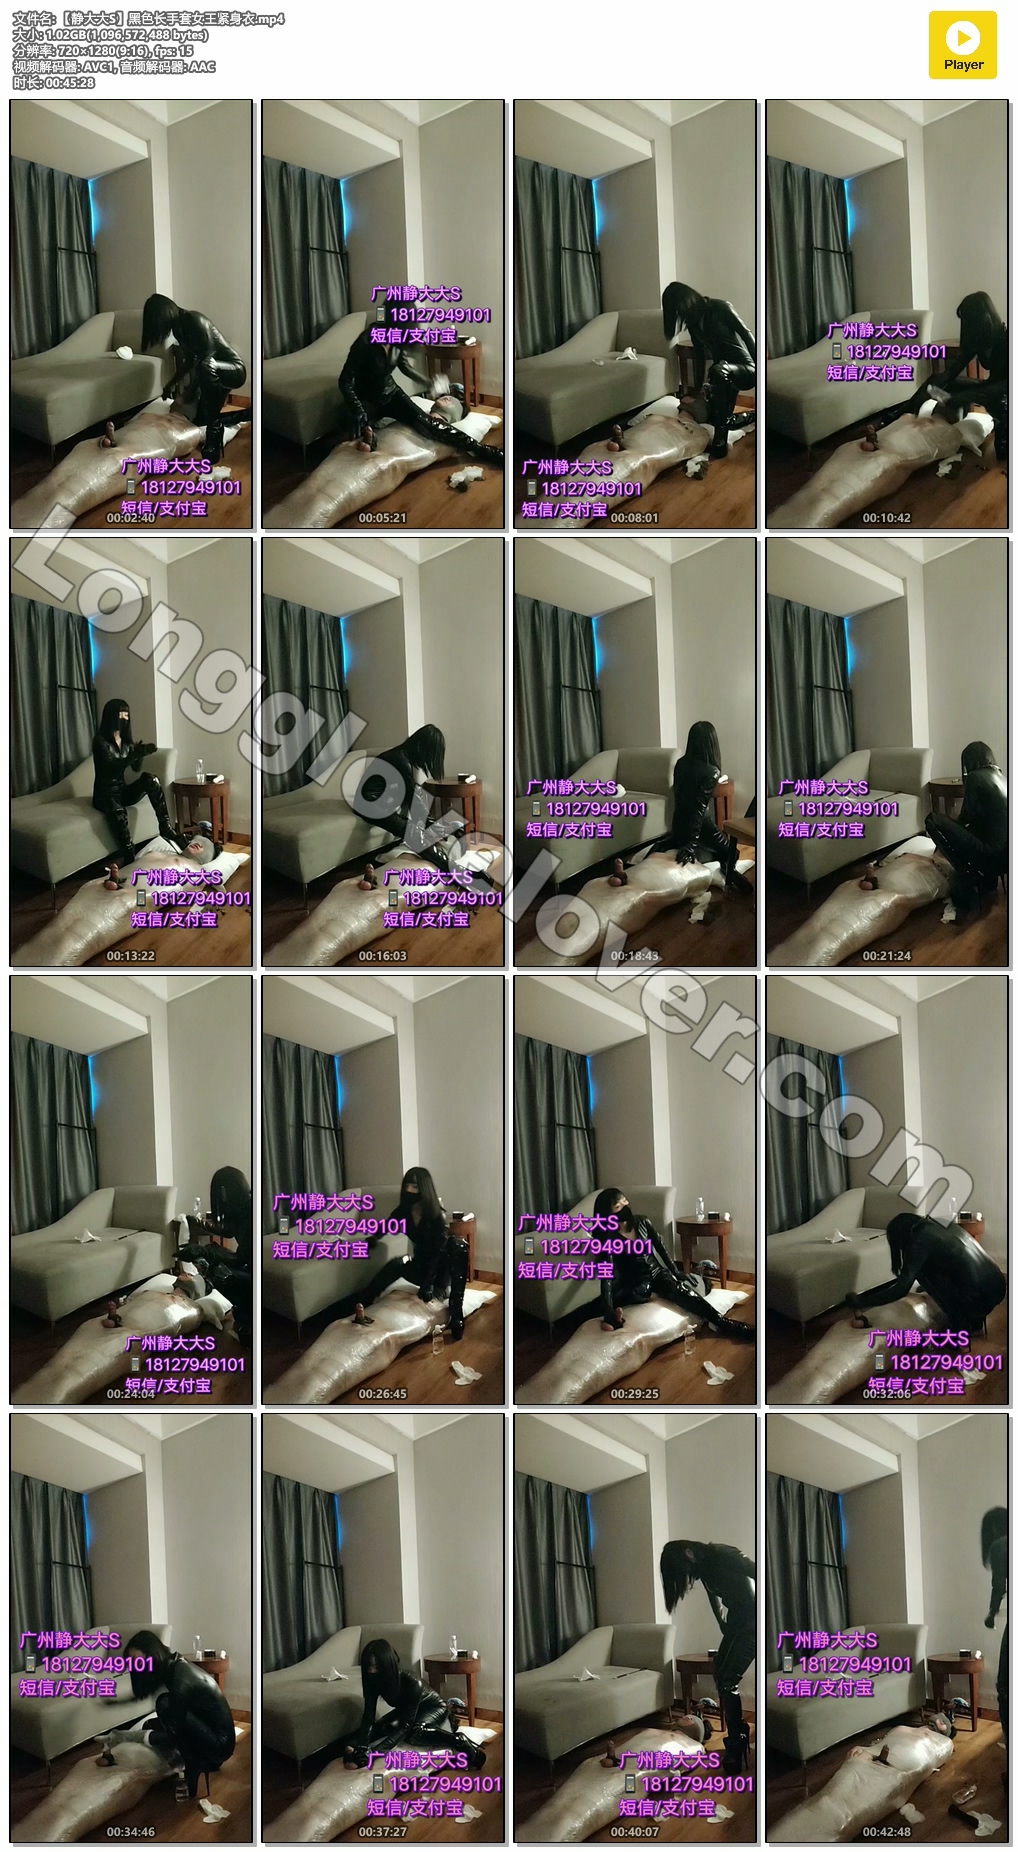 文件名: 【静大大S】黑色长手套女王紧身衣.mp4
大小: 1.02GB(1,096,572,488 bytes)
分辨率: 720×1280(9:16), fps: 15
视频解码器: AVC1, 音频解码器: AAC
时长: 00:45:28
Player
广州静大大S
18127949101
短信/支付宝
00:02:40
广州静大大S
18127949101
短信/支付宝
00:05:21
广州静大大S
18127949101
短信/支付宝
00:08:01
广州静大大S
18127949101
短信/支付宝
00:10:42
广州静大大S
18127949101
短信/支付宝
00:13:22
广州静大大S
18127949101
短信/支付宝
00:16:03
广州静大大S
18127949101
短信/支付宝
00:18:43
广州静大大S
18127949101
短信/支付宝
00:21:24
Longglovelover.com
广州静大大S
18127949101
短信/支付宝
00:24:04
广州静大大S
18127949101
短信/支付宝
00:26:45
广州静大大S
18127949101
短信/支付宝
00:29:25
广州静大大S
18127949101
短信/支付宝
00:32:06
广州静大大S
18127949101
短信/支付宝
00:34:46
广州静大大S
18127949101
短信/支付宝
00:37:27
广州静大大S
18127949101
短信/支付宝
00:40:07
广州静大大S
18127949101
短信/支付宝
00:42:48